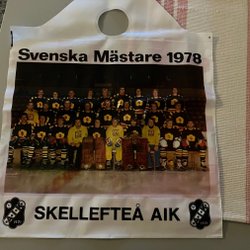 Svenska Mästare 1978
SKELLEFTEÅ AIK